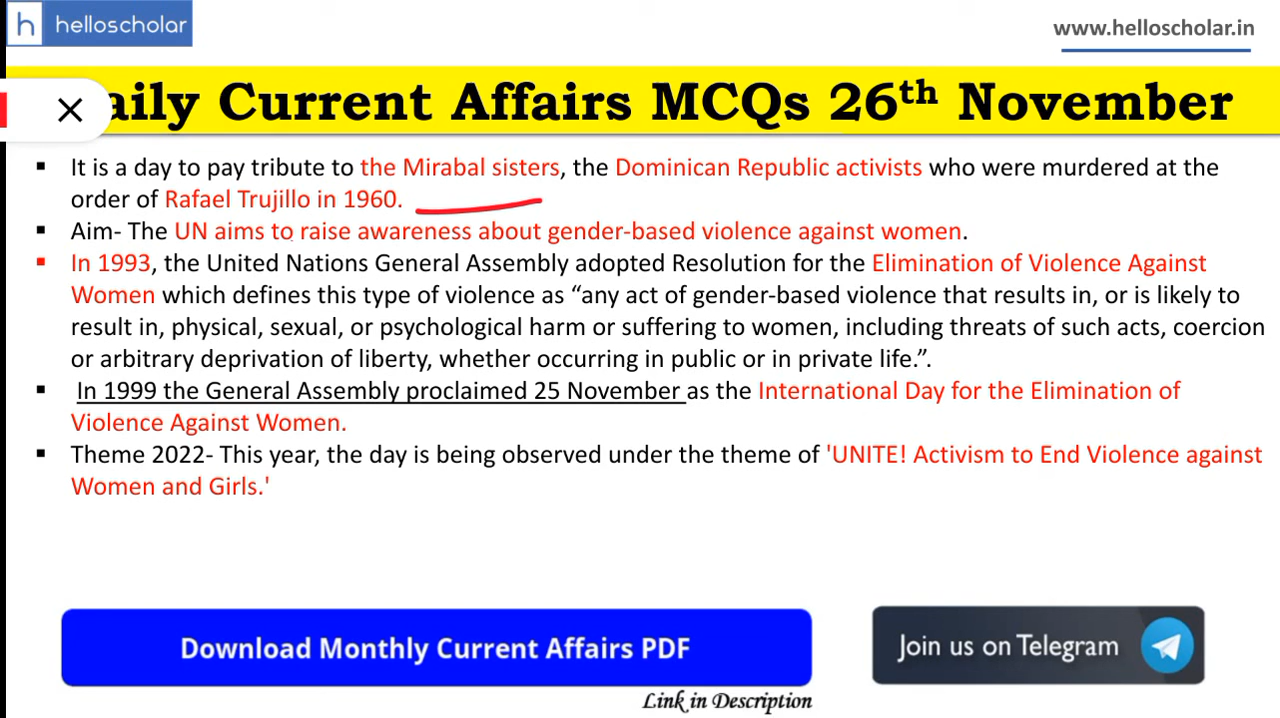 h helloscholar
www.helloscholar.in
aily Current Affairs MCQs 26th November
▪ It is a day to pay tribute to the Mirabal sisters, the Dominican Republic activists who were murdered at the
order of Rafael Trujillo in 1960.
▪ Aim- The UN aims to raise awareness about gender-based violence against women.
▪ In 1993, the United Nations General Assembly adopted Resolution for the Elimination of Violence Against
Women which defines this type of violence as “any act of gender-based violence that results in, or is likely to
result in, physical, sexual, or psychological harm or suffering to women, including threats of such acts, coercion
or arbitrary deprivation of liberty, whether occurring in public or in private life.”.
▪ In 1999 the General Assembly proclaimed 25 November as the International Day for the Elimination of
Violence Against Women.
▪ Theme 2022- This year, the day is being observed under the theme of 'UNITE! Activism to End Violence against
Women and Girls.'
Download Monthly Current Affairs PDF
Join us on Telegram
Link in Description